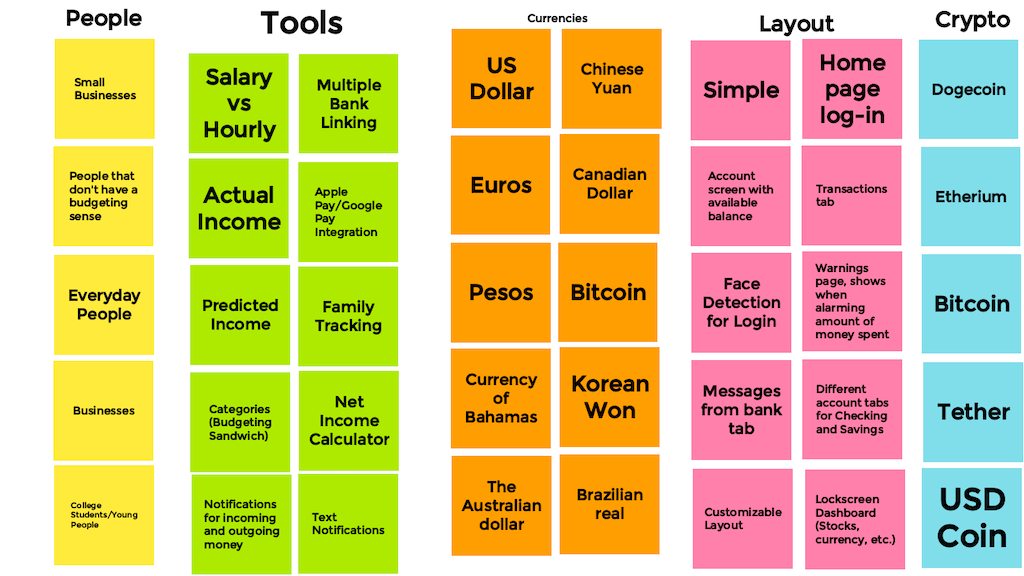 People
Small
Businesses
People that
don't have a
budgeting
sense
Everyday
People
Businesses
College
Students/Young
People
Tools
Salary
vs
Hourly
Multiple
Bank
Linking
Actual
Income
Apple
Pay/Google
Pay
Integration
Predicted
Income
Family
Tracking
Categories
(Budgeting
Sandwich)
Net
Income
Calculator
Notifications
for incoming
and outgoing
money
Text
Notifications
Currencies
US
Dollar
Chinese
Yuan
Euros
Canadian
Dollar
Pesos
Bitcoin
Currency
of
Bahamas
Korean
Won
The
Australian
dollar
Brazilian
real
Layout
Simple
Home
page
log-in
Account
screen with
available
balance
Transactions
tab
Face
Detection
for Login
Warnings
page, shows
when
alarming
amount of
money spent
Messages
from bank
tab
Different
account tabs
for Checking
and Savings
Customizable
Layout
Lockscreen
Dashboard
(Stocks,
currency, etc.)
Crypto
Dogecoin
Etherium
Bitcoin
Tether
USD
Coin